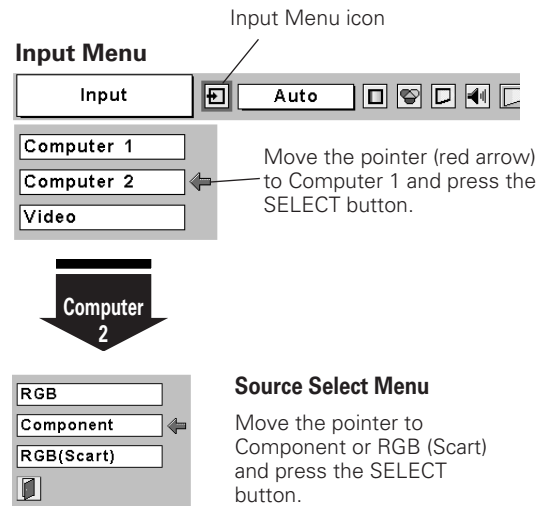 Input Menu icon
Input Menu
Input
Auto
Computer 1
Computer 2
Video
Move the pointer (red arrow)
to Computer 1 and press the
SELECT button.
Computer
2
RGB
Component
RGB(Scart)
Source Select Menu
Move the pointer to
Component or RGB (Scart)
and press the SELECT
button.